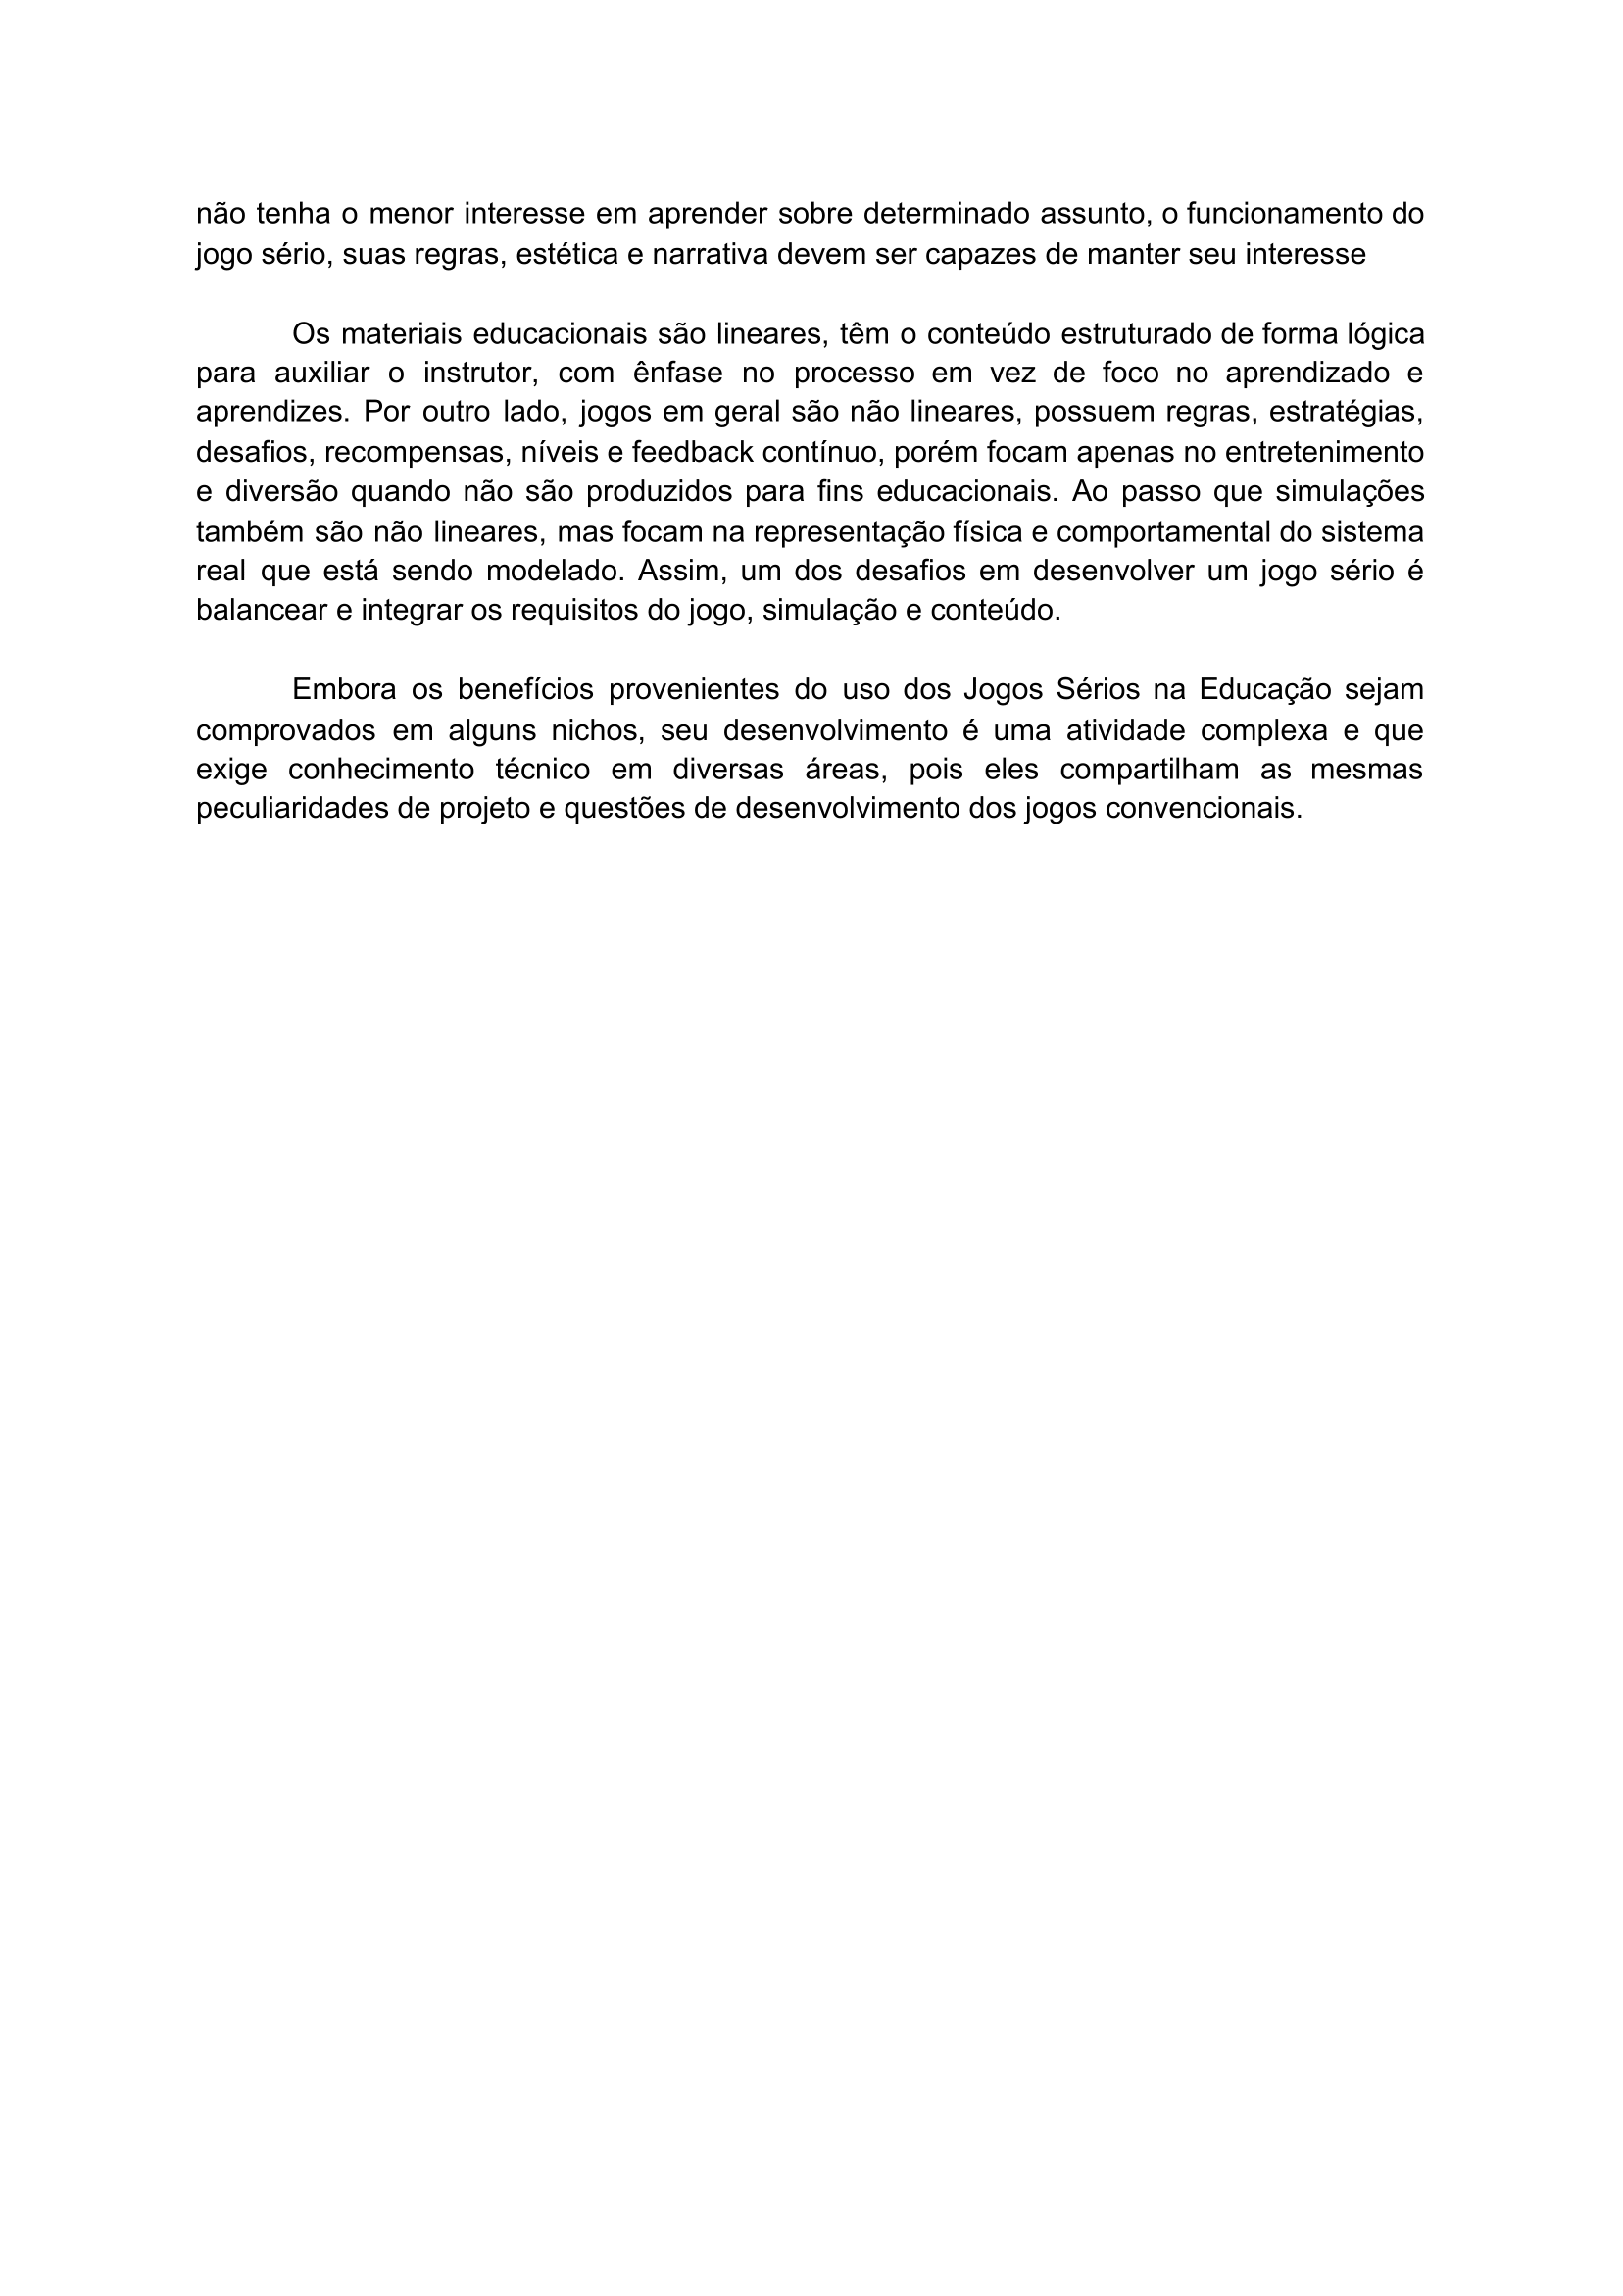 não tenha o menor interesse em aprender sobre determinado assunto, o funcionamento do
jogo sério, suas regras, estética e narrativa devem ser capazes de manter seu interesse
Os materiais educacionais são lineares, têm o conteúdo estruturado de forma lógica
para auxiliar o instrutor, com ênfase no processo em vez de foco no aprendizado e
aprendizes. Por outro lado, jogos em geral são não lineares, possuem regras, estratégias,
desafios, recompensas, níveis e feedback contínuo, porém focam apenas no entretenimento
e diversão quando não são produzidos para fins educacionais. Ao passo que simulações
também são não lineares, mas focam na representação física e comportamental do sistema
real que está sendo modelado. Assim, um dos desafios em desenvolver um jogo sério é
balancear e integrar os requisitos do jogo, simulação e conteúdo.
Embora os benefícios provenientes do uso dos Jogos Sérios na Educação sejam
comprovados em alguns nichos, seu desenvolvimento é uma atividade complexa e que
exige conhecimento técnico em diversas áreas, pois eles compartilham as mesmas
peculiaridades de projeto e questões de desenvolvimento dos jogos convencionais.